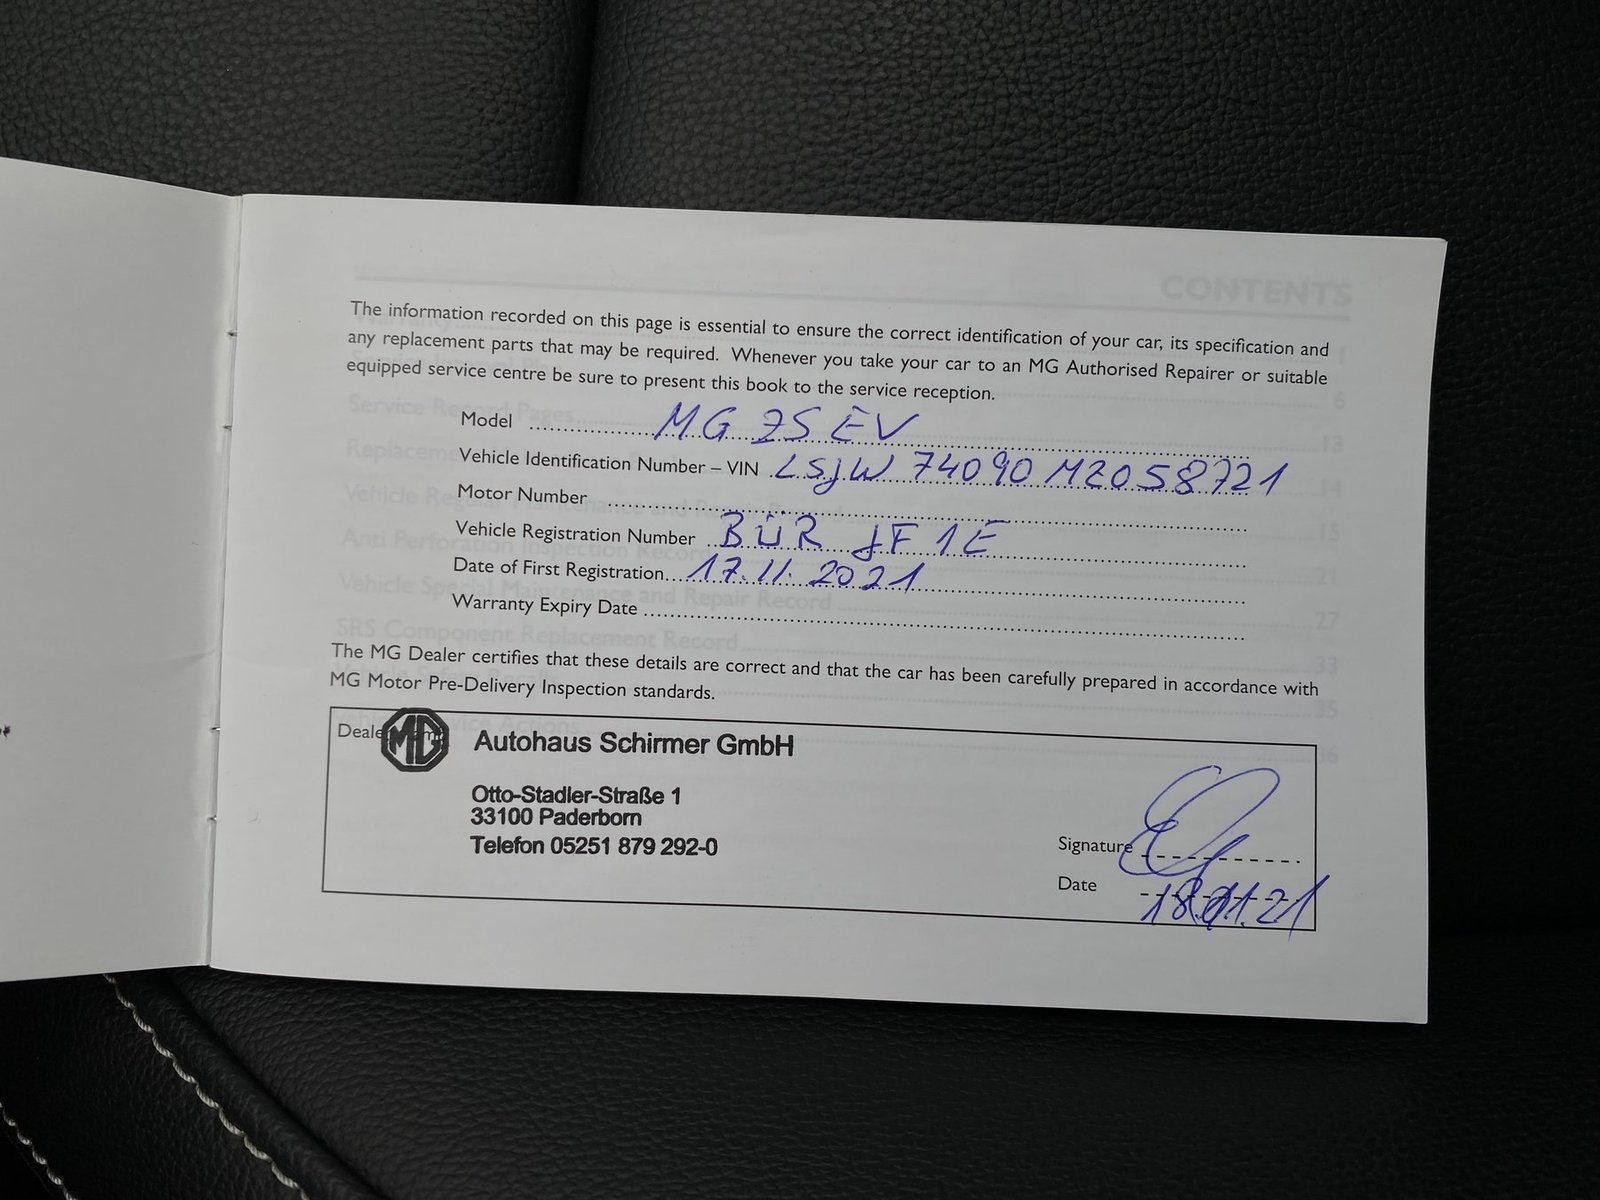 The information recorded on this page is essential to ensure the correct identification of your car, its specification and
any replacement parts that may be required. Whenever you take your car to an MG Authorised Repairer or suitable
equipped service centre be sure to present this book to the service reception.
Model MG ZS EV
Vehicle Identification Number – VIN LSJW74090MZ058721
Motor Number
Vehicle Registration Number BÜR JF 1E
Date of First Registration 17.11.2021
Warranty Expiry Date
The MG Dealer certifies that these details are correct and that the car has been carefully prepared in accordance with
MG Motor Pre-Delivery Inspection standards.
MG Autohaus Schirmer GmbH
Otto-Stadler-Straße 1
33100 Paderborn
Telefon 05251 879 292-0
Signature
Date
CONTENTS